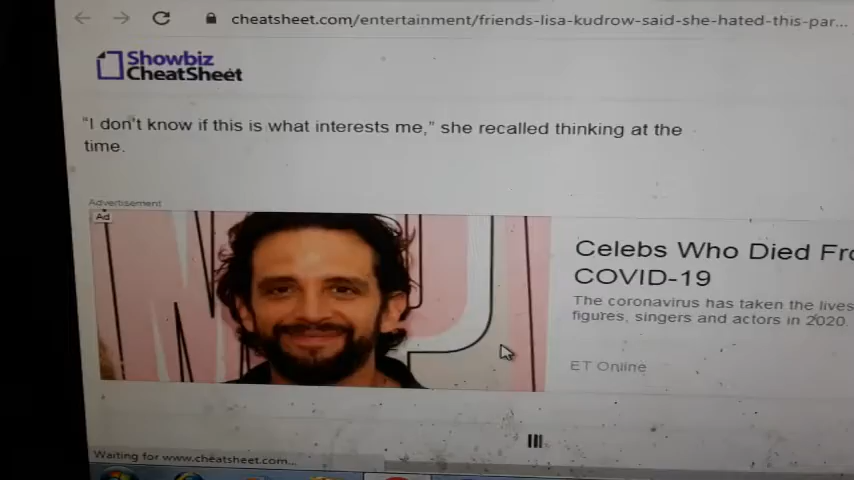 cheatsheet.com/entertainment/friends-lisa-kudrow-said-she-hated-this-par...
Showbiz
CheatSheet
"I don't know if this is what interests me," she recalled thinking at the
time.
Advertisement
Ad
Celebs Who Died Fro
COVID-19
The coronavirus has taken the lives
figures, singers and actors in 2020.
ET Online
Waiting for www.cheatsheet.com...